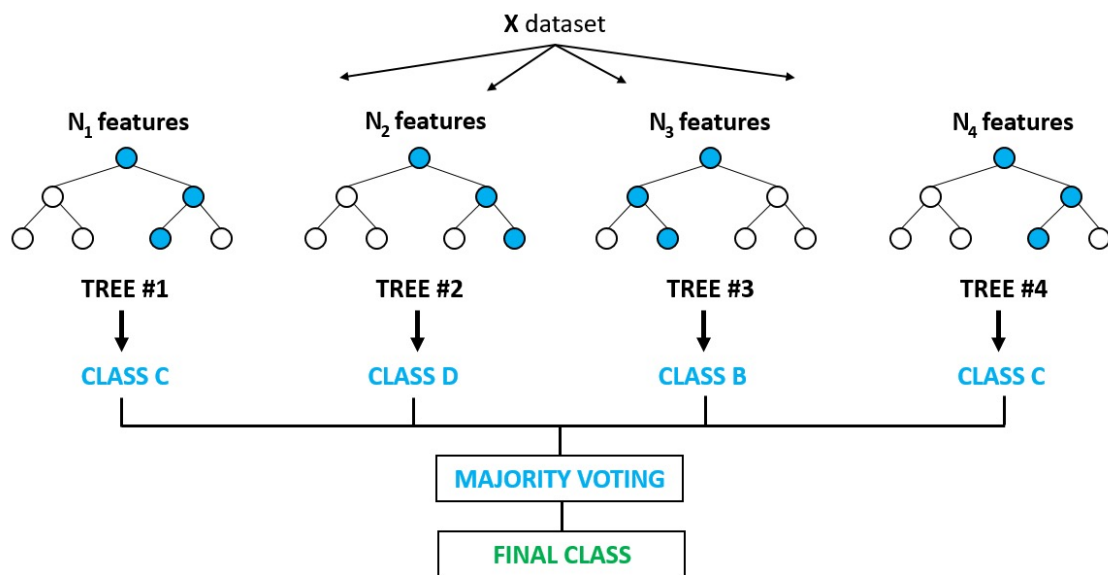 X dataset
N₁ features
N₂ features
N₃ features
N₄ features
TREE #1
TREE #2
TREE #3
TREE #4
CLASS C
CLASS D
CLASS B
CLASS C
MAJORITY VOTING
FINAL CLASS